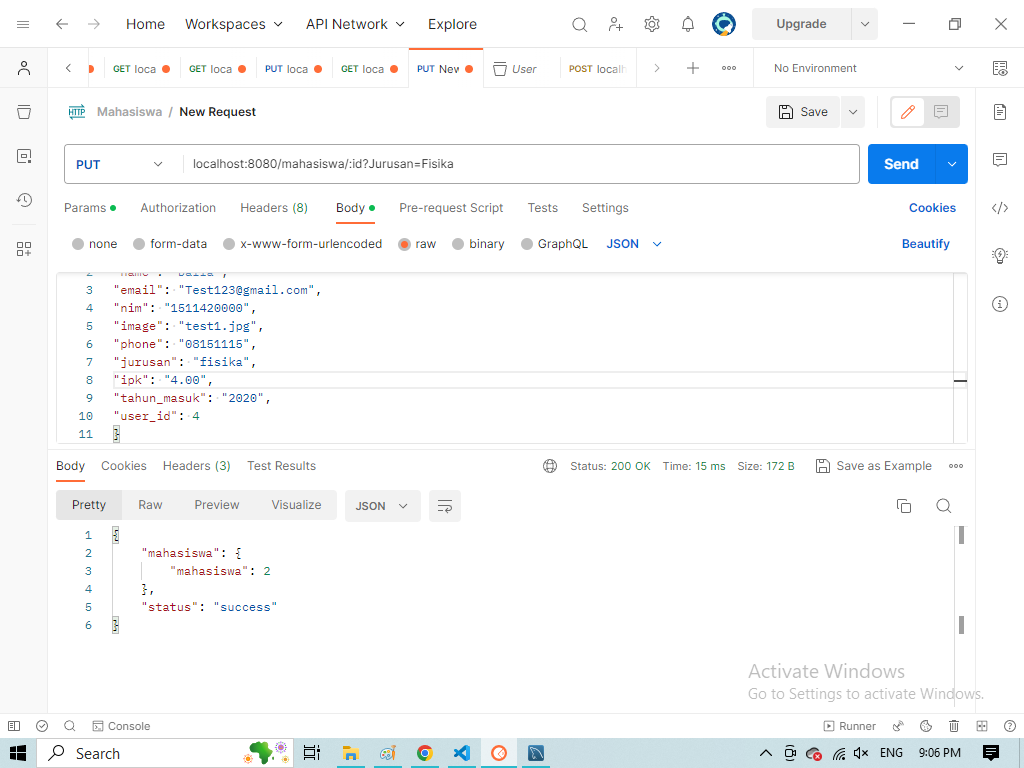 Home Workspaces API Network Explore Upgrade
GET loca GET loca PUT loca GET loca PUT New User POST localh No Environment
HTTP Mahasiswa / New Request Save
PUT localhost:8080/mahasiswa/:id?Jurusan=Fisika Send
Params Authorization Headers (8) Body Pre-request Script Tests Settings Cookies
none form-data x-www-form-urlencoded raw binary GraphQL JSON Beautify
3 "email": "Test123@gmail.com",
4 "nim": "1511420000",
5 "image": "test1.jpg",
6 "phone": "08151115",
7 "jurusan": "fisika",
8 "ipk": "4.00",
9 "tahun_masuk": "2020",
10 "user_id": 4
11 }
Body Cookies Headers (3) Test Results Status: 200 OK Time: 15 ms Size: 172 B Save as Example
Pretty Raw Preview Visualize JSON
1 {
2 "mahasiswa": {
3 "mahasiswa": 2
4 },
5 "status": "success"
6 }
Activate Windows
Go to Settings to activate Windows.
Console Runner
Search ENG 9:06 PM